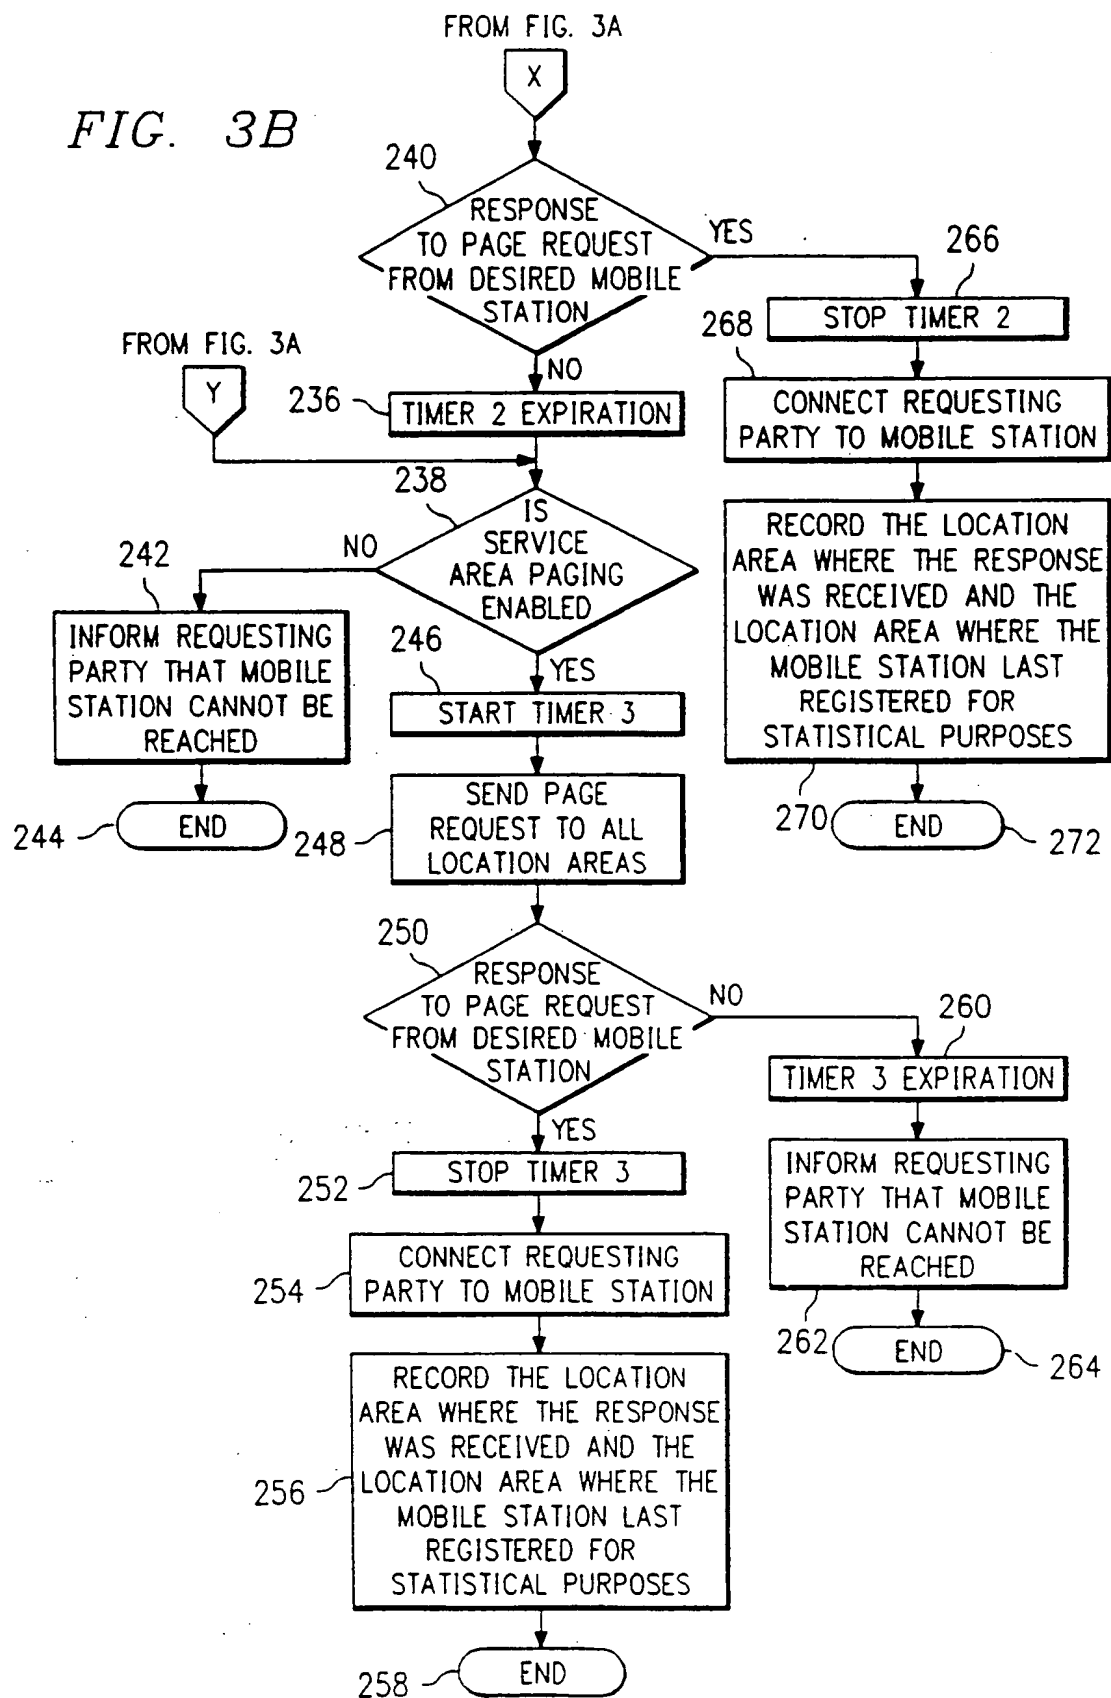 FROM FIG. 3A
X
FIG. 3B
240
RESPONSE
TO PAGE REQUEST
FROM DESIRED MOBILE
STATION
YES
NO
266
STOP TIMER 2
268
CONNECT REQUESTING
PARTY TO MOBILE STATION
RECORD THE LOCATION
AREA WHERE THE RESPONSE
WAS RECEIVED AND THE
LOCATION AREA WHERE THE
MOBILE STATION LAST
REGISTERED FOR
STATISTICAL PURPOSES
270
END
272
FROM FIG. 3A
Y
236
TIMER 2 EXPIRATION
238
IS
SERVICE
AREA PAGING
ENABLED
NO
YES
242
INFORM REQUESTING
PARTY THAT MOBILE
STATION CANNOT BE
REACHED
244
END
246
START TIMER 3
248
SEND PAGE
REQUEST TO ALL
LOCATION AREAS
250
RESPONSE
TO PAGE REQUEST
FROM DESIRED MOBILE
STATION
NO
YES
260
TIMER 3 EXPIRATION
INFORM REQUESTING
PARTY THAT MOBILE
STATION CANNOT BE
REACHED
262
END
264
252
STOP TIMER 3
254
CONNECT REQUESTING
PARTY TO MOBILE STATION
256
RECORD THE LOCATION
AREA WHERE THE RESPONSE
WAS RECEIVED AND THE
LOCATION AREA WHERE THE
MOBILE STATION LAST
REGISTERED FOR
STATISTICAL PURPOSES
258
END